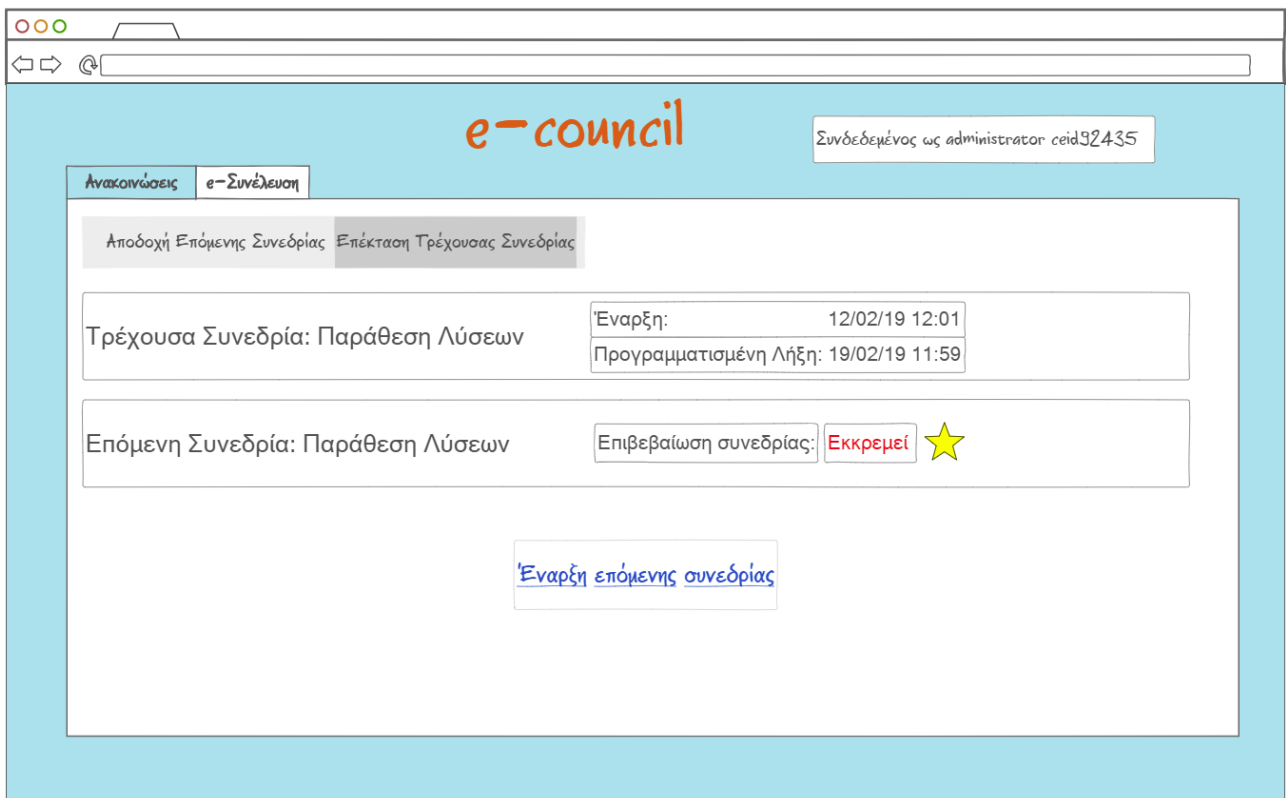 e-council
Συνδεδεμένος ως administrator ceid92435
Ανακοινώσεις
e-Συνέλευση
Αποδοχή Επόμενης Συνεδρίας
Επέκταση Τρέχουσας Συνεδρίας
Τρέχουσα Συνεδρία: Παράθεση Λύσεων
Έναρξη: 12/02/19 12:01
Προγραμματισμένη Λήξη: 19/02/19 11:59
Επόμενη Συνεδρία: Παράθεση Λύσεων
Επιβεβαίωση συνεδρίας: Εκκρεμεί
Έναρξη επόμενης συνεδρίας